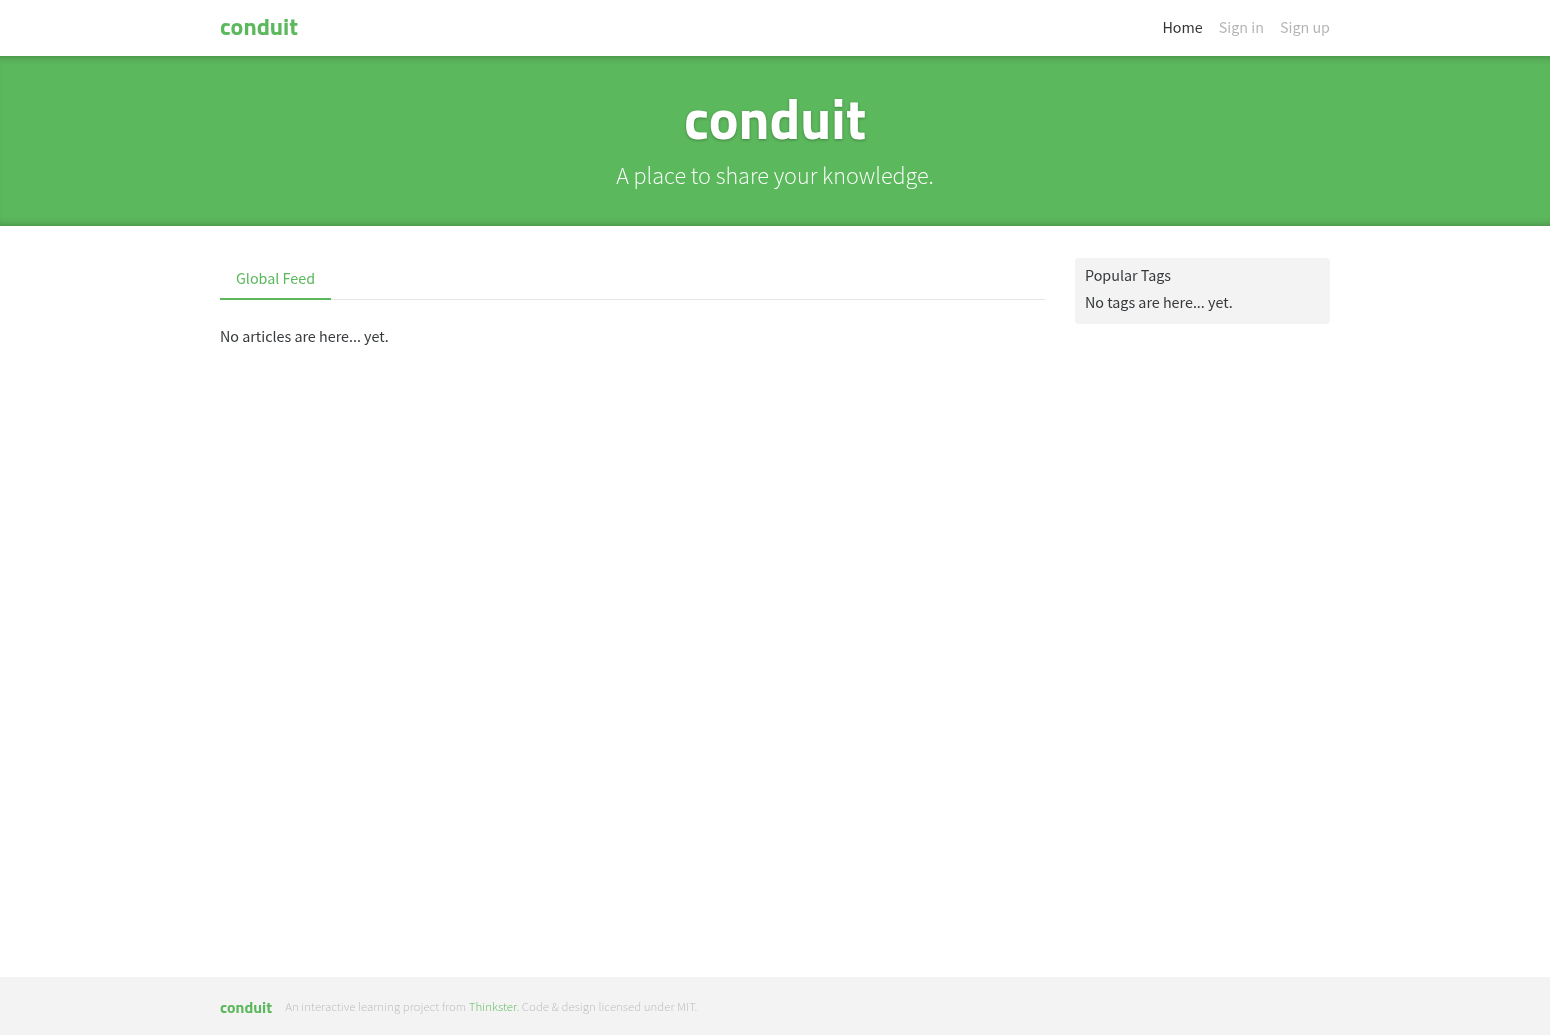 conduit
Home Sign in Sign up
conduit
A place to share your knowledge.
Global Feed
No articles are here... yet.
Popular Tags
No tags are here... yet.
conduit An interactive learning project from Thinkster. Code & design licensed under MIT.